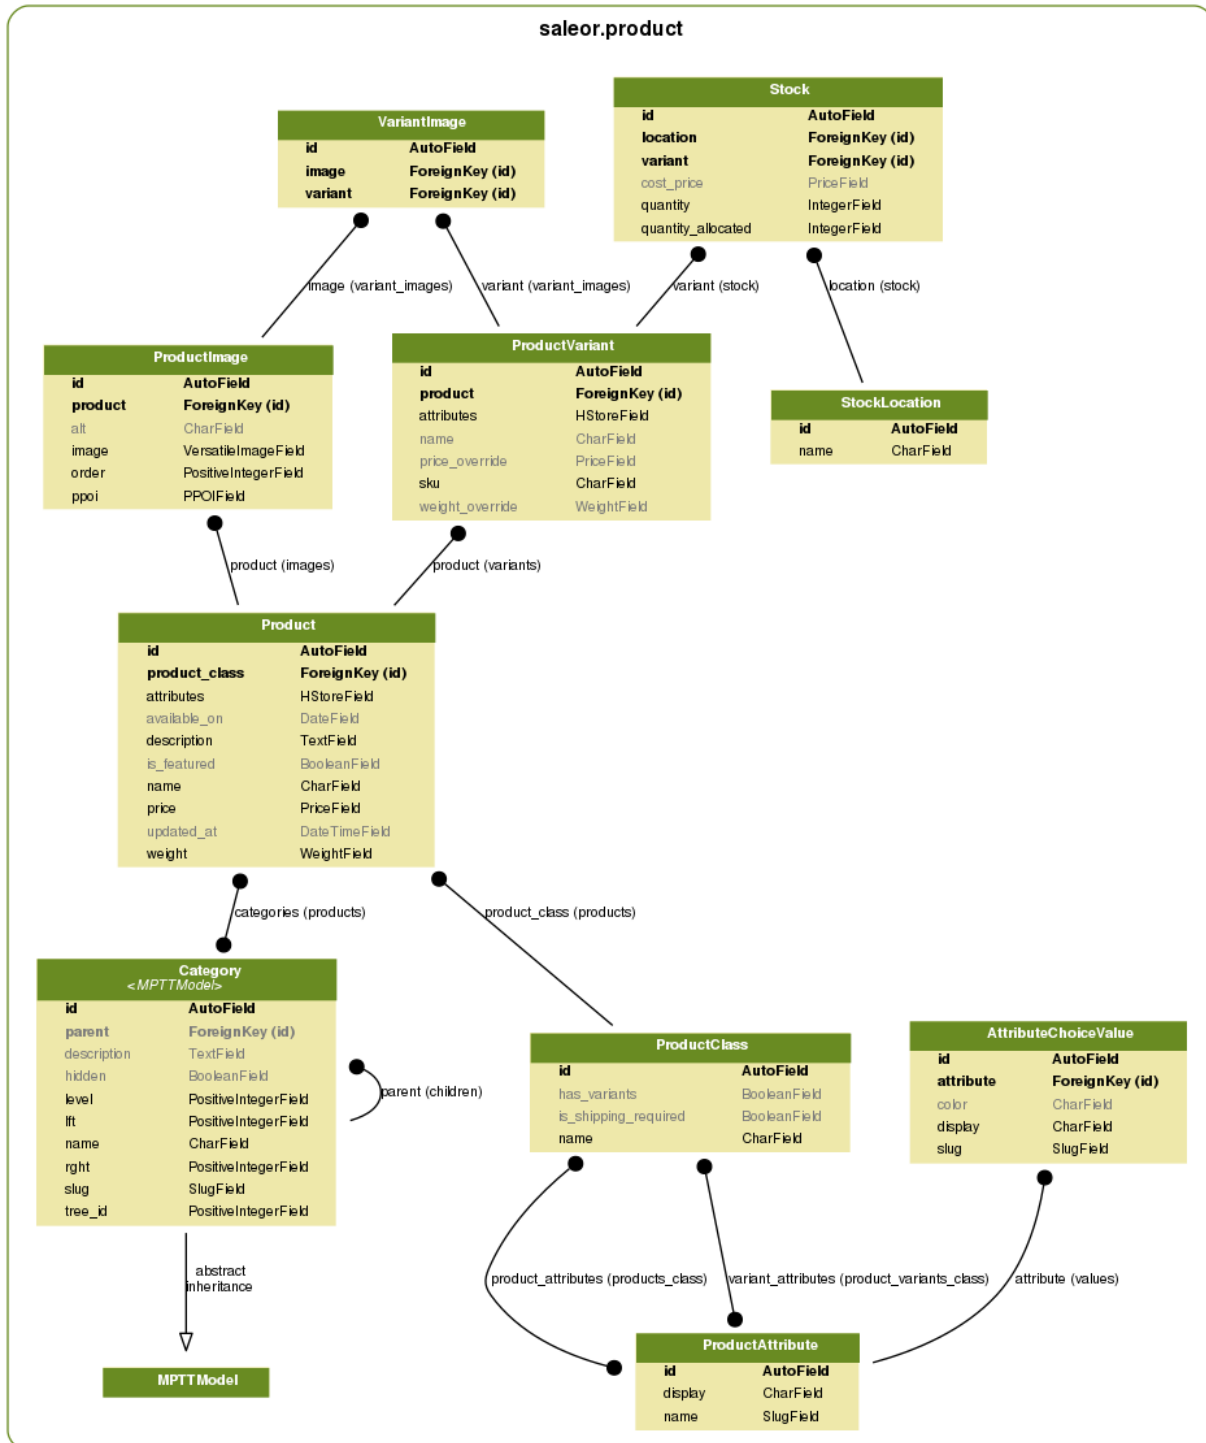 saleor.product
Stock
id AutoField
location ForeignKey (id)
variant ForeignKey (id)
cost_price PriceField
quantity IntegerField
quantity_allocated IntegerField
VariantImage
id AutoField
image ForeignKey (id)
variant ForeignKey (id)
image (variant_images)
variant (variant_images)
variant (stock)
location (stock)
ProductImage
id AutoField
product ForeignKey (id)
alt CharField
image VersatileImageField
order PositiveIntegerField
ppoi PPOIField
ProductVariant
id AutoField
product ForeignKey (id)
attributes HStoreField
name CharField
price_override PriceField
sku CharField
weight_override WeightField
StockLocation
id AutoField
name CharField
product (images)
product (variants)
Product
id AutoField
product_class ForeignKey (id)
attributes HStoreField
available_on DateField
description TextField
is_featured BooleanField
name CharField
price PriceField
updated_at DateTimeField
weight WeightField
categories (products)
product_class (products)
Category
<MPTTModel>
id AutoField
parent ForeignKey (id)
description TextField
hidden BooleanField
level PositiveIntegerField
lft PositiveIntegerField
name CharField
rght PositiveIntegerField
slug SlugField
tree_id PositiveIntegerField
parent (children)
ProductClass
id AutoField
has_variants BooleanField
is_shipping_required BooleanField
name CharField
AttributeChoiceValue
id AutoField
attribute ForeignKey (id)
color CharField
display CharField
slug SlugField
abstract
inheritance
product_attributes (products_class)
variant_attributes (product_variants_class)
attribute (values)
MPTTModel
ProductAttribute
id AutoField
display CharField
name SlugField